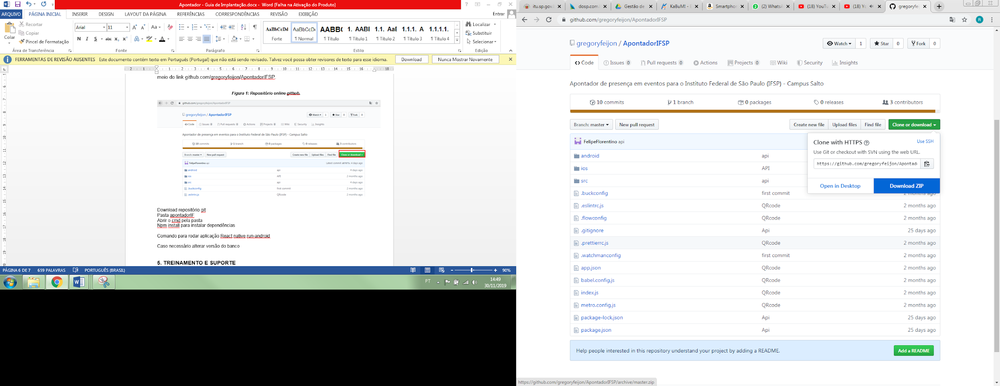 Apontador - Guia de Implantação.docx - Word (Falha na Ativação do Produto)
ARQUIVO PÁGINA INICIAL INSERIR DESIGN LAYOUT DA PÁGINA REFERÊNCIAS CORRESPONDÊNCIAS REVISÃO EXIBIÇÃO Entrar
Colar
Recortar
Copiar
Pincel de Formatação
Área de Transferência
Arial 11
Fonte
Parágrafo
AaBbCcDd AaBbCcDc AABB( 1. AABI 1.1. AaE 1.1.1. A 1.1.1.1.
Forte ¶ Normal ¶ Título ¶ Título 1 ¶ Título 2 ¶ Título 3 ¶ Título 4
Estilo
Localizar
Substituir
Selecionar
Edição
FERRAMENTAS DE REVISÃO AUSENTES Este documento contém texto em Português (Portugal) que não está sendo revisado. Talvez você possa obter revisores de texto para esse idioma. Download Nunca Mostrar Novamente
meio do link github.com/gregoryfeijon/ApontadorIFSP.
Figura 1: Repositório online github.
github.com/gregoryfeijon/ApontadorIFSP
gregoryfeijon / ApontadorIFSP Watch 1 Star 0 Fork 0
Code Issues 0 Pull requests 0 Actions Projects 0 Wiki Security Insights
Apontador de presença em eventos para o Instituto Federal de São Paulo (IFSP) - Campus Salto
10 commits 1 branch 0 packages 0 releases 3 contributors
Branch: master New pull request Create new file Upload files Find file Clone or download
FelipeFlorentino api Latest commit 4 days ago
android api 4 days ago
ios API 2 months ago
src api 4 days ago
.buckconfig first commit 2 months ago
.eslintrc.js QRcode 2 months ago
Download repositório git
Pasta apontadorIF
Abrir o cmd pela pasta
Npm install para instalar dependências
Comando para rodar aplicação React native run-android
Caso necessário alterar versão do banco
5. TREINAMENTO E SUPORTE
PÁGINA 6 DE 7 659 PALAVRAS PORTUGUÊS (BRASIL) 90%
PT 14:49
30/11/2019
itu.sp.gov. dosp.com. Gestão de KaBuM! - E Smartphor (2) WhatsA (18) YouTu (18) Yo gregoryfei
github.com/gregoryfeijon/ApontadorIFSP R
gregoryfeijon / ApontadorIFSP Watch 1 Star 0 Fork 0
Code Issues 0 Pull requests 0 Actions Projects 0 Wiki Security Insights
Apontador de presença em eventos para o Instituto Federal de São Paulo (IFSP) - Campus Salto
10 commits 1 branch 0 packages 0 releases 3 contributors
Branch: master New pull request Create new file Upload files Find file Clone or download
FelipeFlorentino api
Clone with HTTPS Use SSH
Use Git or checkout with SVN using the web URL.
https://github.com/gregoryfeijon/Apontad
Open in Desktop Download ZIP
android api
ios API
src api
.buckconfig first commit 2 months ago
.eslintrc.js QRcode 2 months ago
.flowconfig QRcode 2 months ago
.gitignore Api 25 days ago
.prettierrc.js QRcode 2 months ago
.watchmanconfig first commit 2 months ago
app.json QRcode 2 months ago
babel.config.js QRcode 2 months ago
index.js QRcode 2 months ago
metro.config.js QRcode 2 months ago
package-lock.json Api 25 days ago
package.json Api 25 days ago
Help people interested in this repository understand your project by adding a README. Add a README
https://github.com/gregoryfeijon/ApontadorIFSP/archive/master.zip